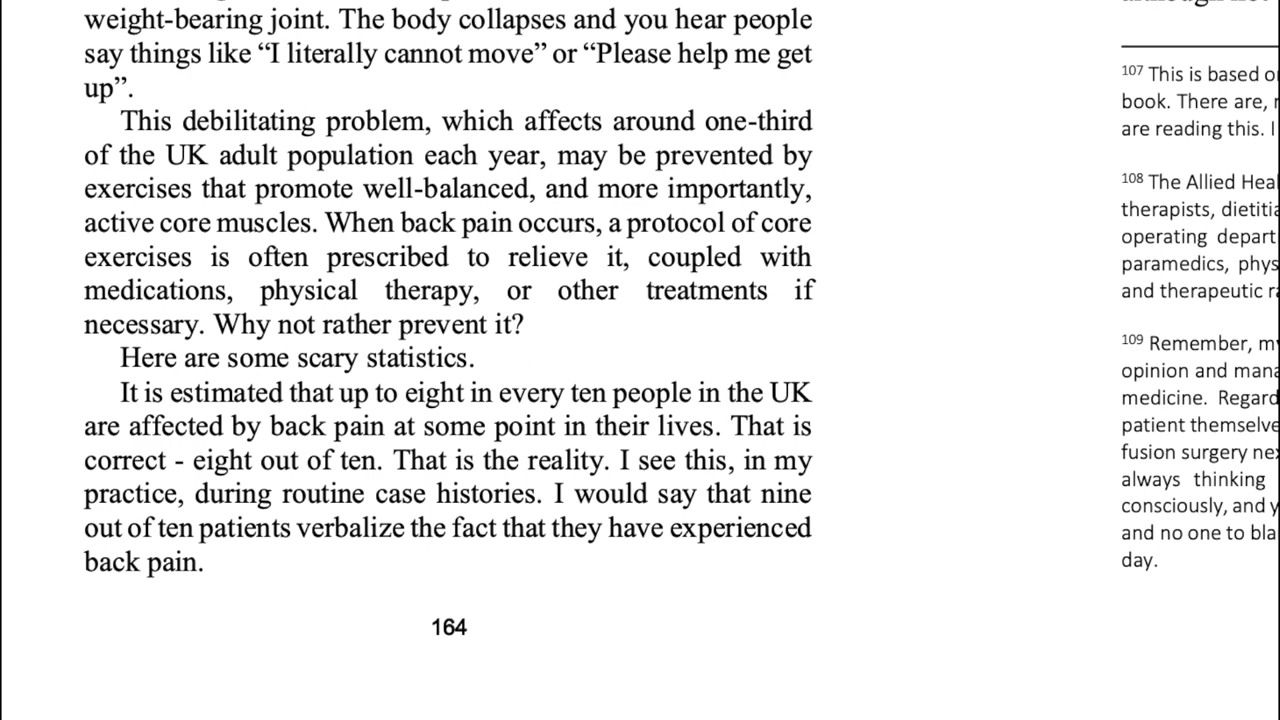 weight-bearing joint. The body collapses and you hear people
say things like “I literally cannot move” or “Please help me get
up”.
This debilitating problem, which affects around one-third
of the UK adult population each year, may be prevented by
exercises that promote well-balanced, and more importantly,
active core muscles. When back pain occurs, a protocol of core
exercises is often prescribed to relieve it, coupled with
medications, physical therapy, or other treatments if
necessary. Why not rather prevent it?
Here are some scary statistics.
It is estimated that up to eight in every ten people in the UK
are affected by back pain at some point in their lives. That is
correct - eight out of ten. That is the reality. I see this, in my
practice, during routine case histories. I would say that nine
out of ten patients verbalize the fact that they have experienced
back pain.
164
107 This is based
book. There are,
are reading this. I
108 The Allied
therapists,
operating
paramedics,
and therapeutic
109 Remember,
opinion and
medicine.
patient
fusion surgery
always thinking
consciously, and
and no one to
day.